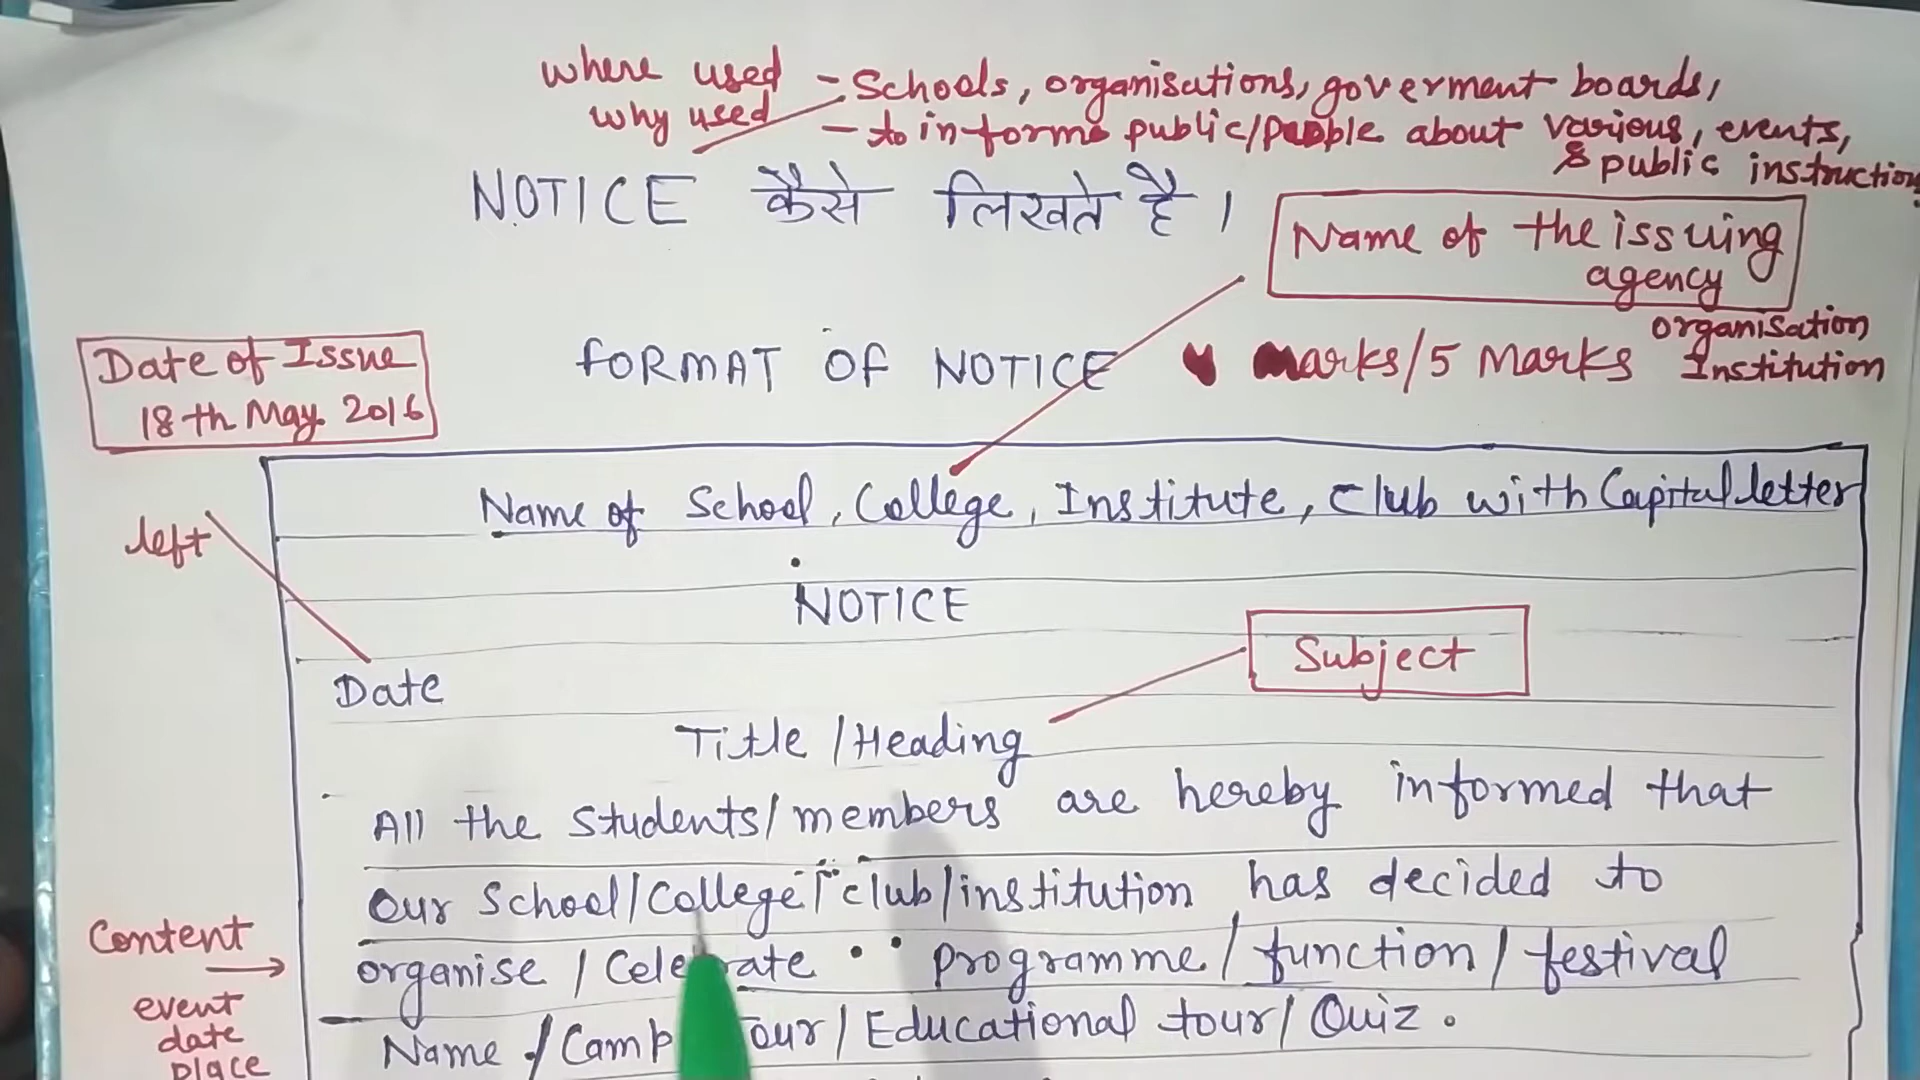 where used - Schools, organisations, goverment boards,
why used - to informs public/people about various, events,
& public instruction
NOTICE कैसे लिखते है ।
Name of the issuing
agency
organisation
Institution
Date of Issue
18th May. 2016
FORMAT OF NOTICE marks/5 Marks
Name of School, College, Institute, Club with Capital letter
left
NOTICE
Subject
Date
Title / Heading
All the students/members are hereby informed that
our School/College/club/institution has decided to
Content
organise / programme / function / festival
event
date
place
Name / / Educational tour / Quiz.